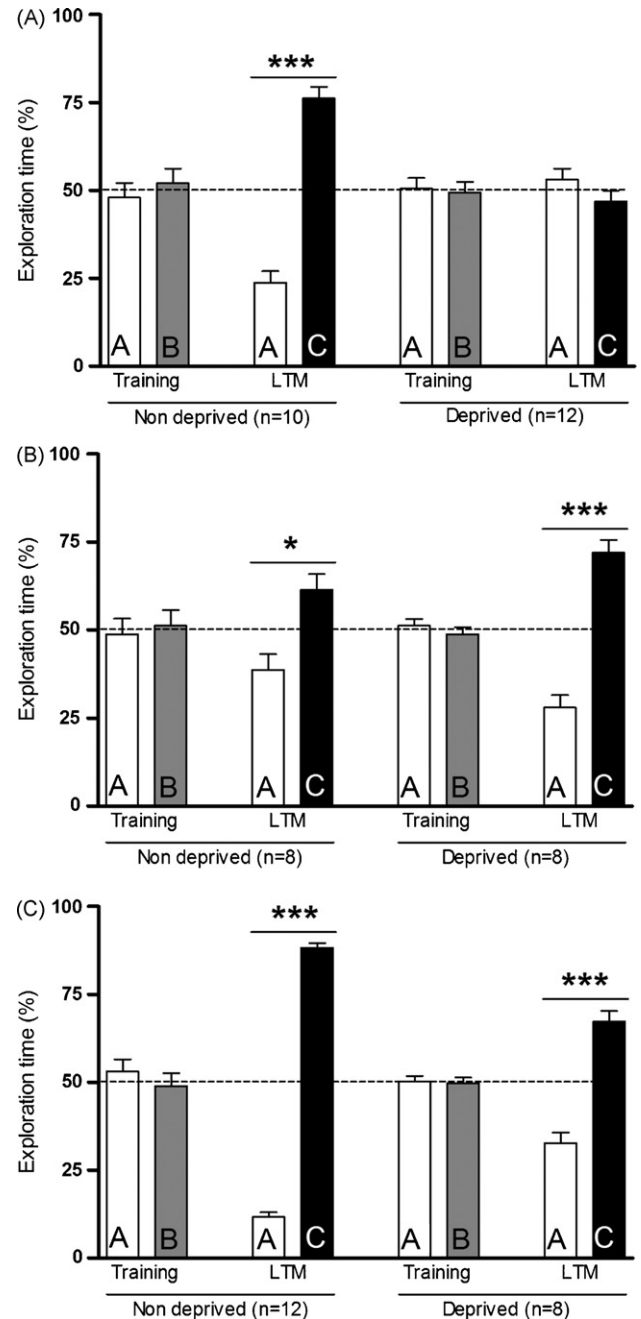 (A)
100
***
75
50
25
0
Exploration time (%)
A B A C A B A C
Training LTM Training LTM
Non deprived (n=10) Deprived (n=12)
(B)
100
***
75
*
50
25
0
Exploration time (%)
A B A C A B A C
Training LTM Training LTM
Non deprived (n=8) Deprived (n=8)
(C)
100
***
75
***
50
25
0
Exploration time (%)
A B A C A B A C
Training LTM Training LTM
Non deprived (n=12) Deprived (n=8)